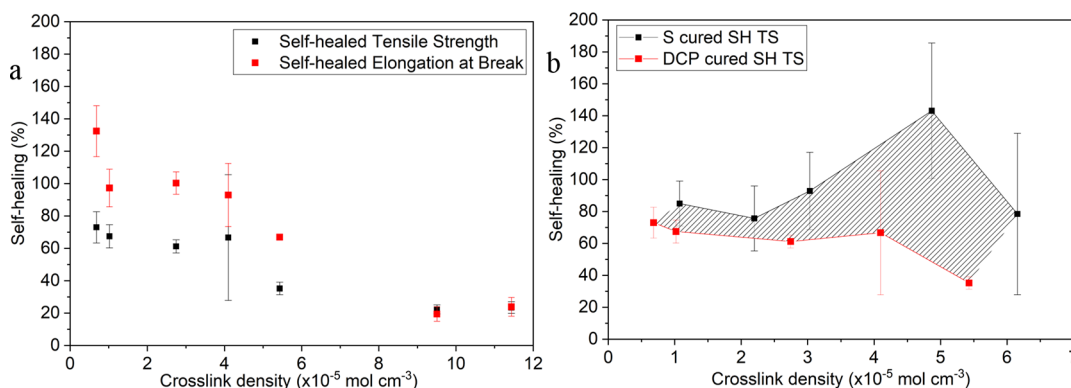 a
Self-healing (%)
200
180
160
140
120
100
80
60
40
20
0
Self-healed Tensile Strength
Self-healed Elongation at Break
0 2 4 6 8 10 12
Crosslink density (x10-5 mol cm-3)
b
Self-healing (%)
200
180
160
140
120
100
80
60
40
20
0
S cured SH TS
DCP cured SH TS
0 1 2 3 4 5 6 7
Crosslink density (x10-5 mol cm-3)